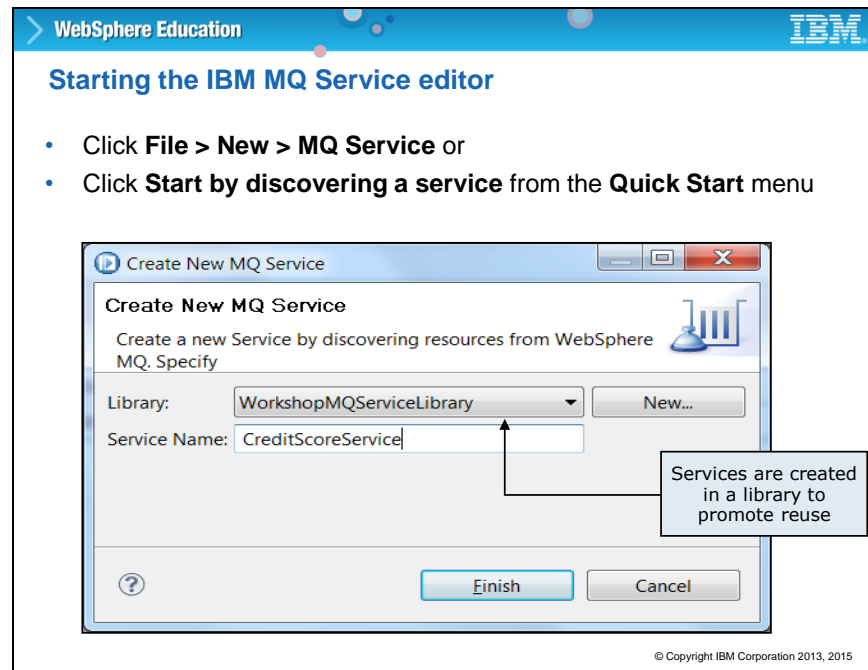 WebSphere Education
IBM
Starting the IBM MQ Service editor
• Click File > New > MQ Service or
• Click Start by discovering a service from the Quick Start menu
Create New MQ Service
Create New MQ Service
Create a new Service by discovering resources from WebSphere
MQ. Specify
Library: WorkshopMQServiceLibrary New...
Service Name: CreditScoreService
Services are created
in a library to
promote reuse
? Finish Cancel
© Copyright IBM Corporation 2013, 2015